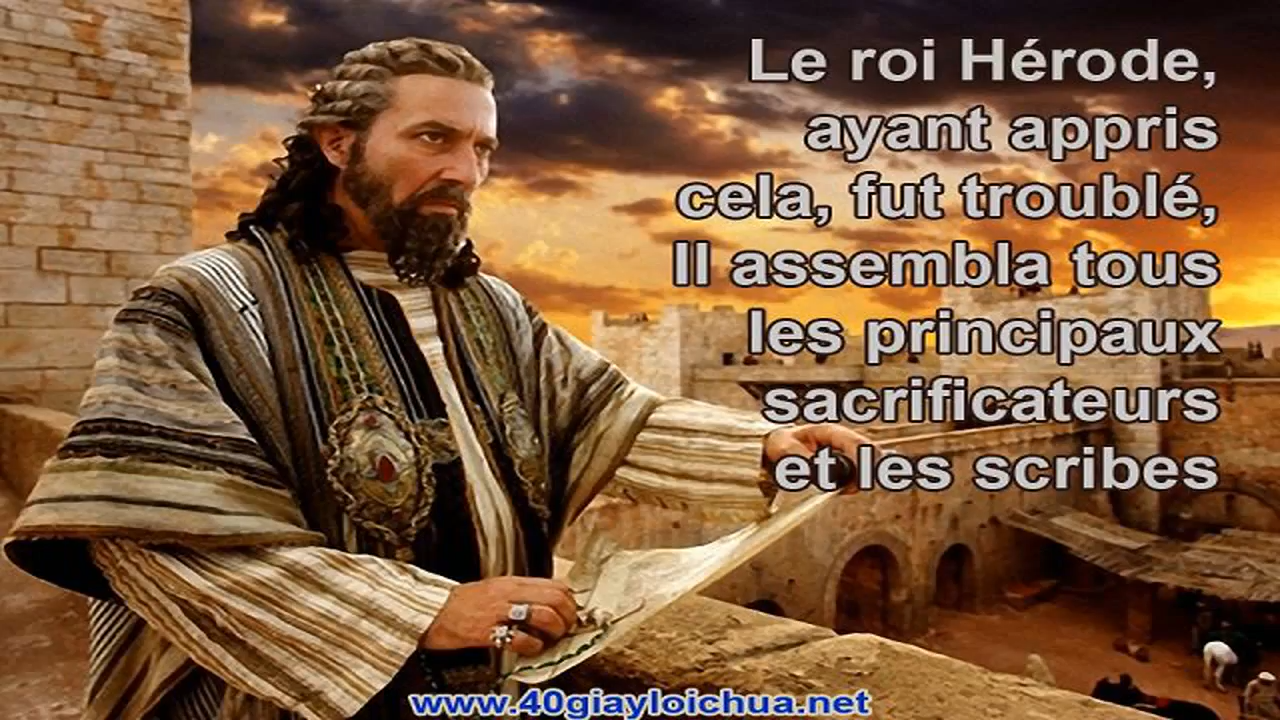 Le roi Hérode,
ayant appris
cela, fut troublé,
Il assembla tous
les principaux
sacrificateurs
et les scribes
www.40giayloichua.net